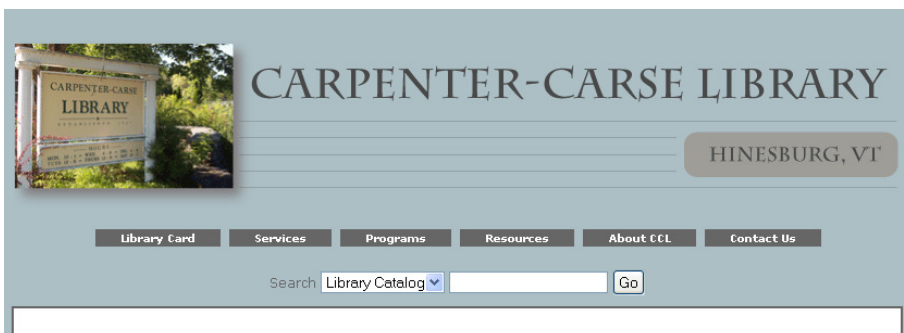 CARPENTER-CARSE LIBRARY
CARPENTER-CARSE
LIBRARY
HINESBURG, VT
Library Card Services Programs Resources About CCL Contact Us
Search Library Catalog Go